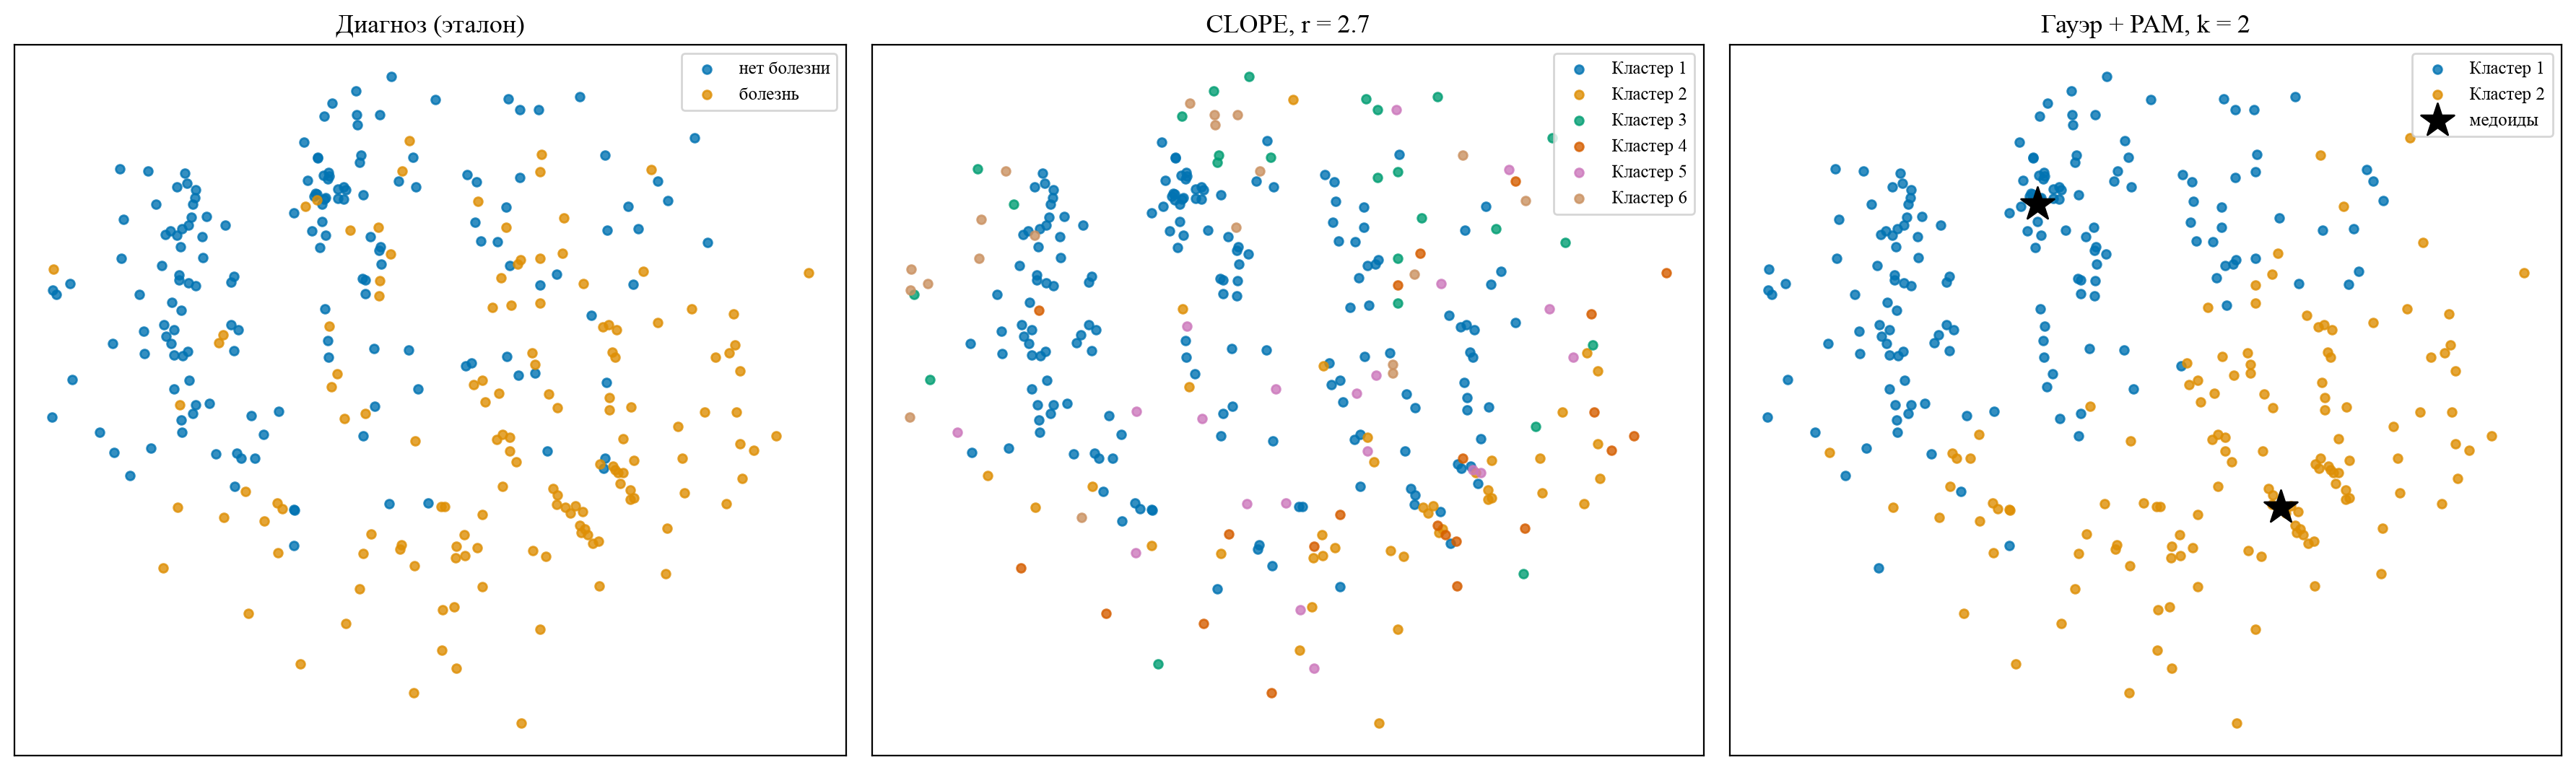 Диагноз (эталон)
нет болезни
болезнь
CLOPE, r = 2.7
Кластер 1
Кластер 2
Кластер 3
Кластер 4
Кластер 5
Кластер 6
Гауэр + PAM, k = 2
Кластер 1
Кластер 2
медоиды